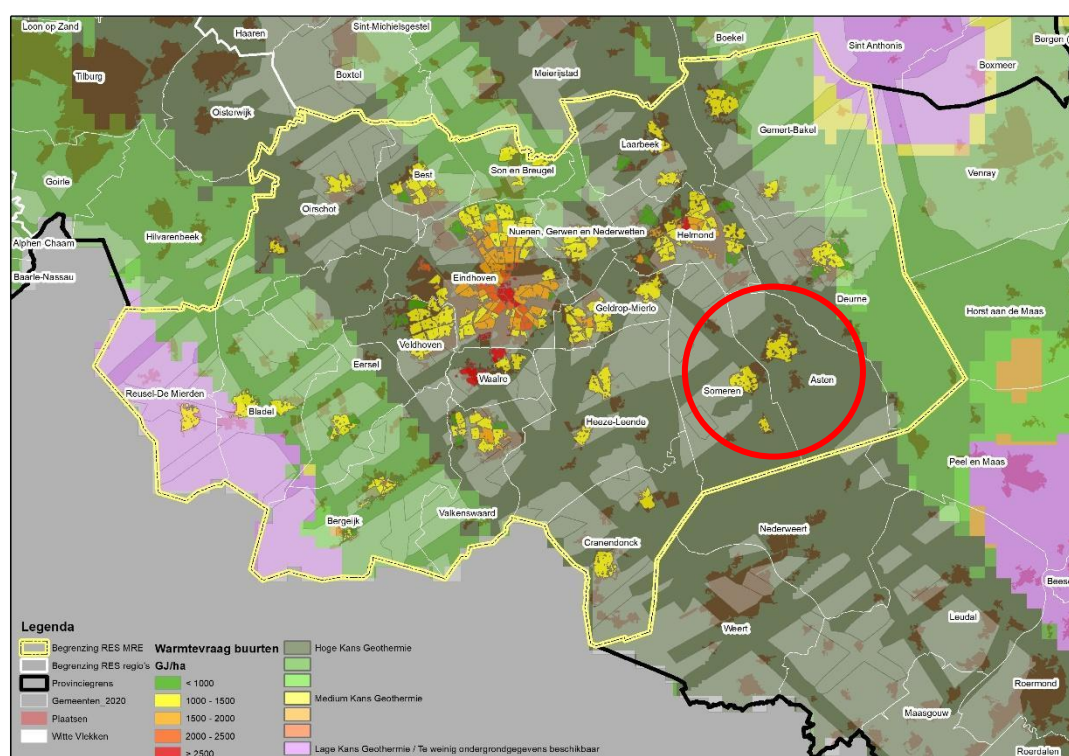 Loon op Zand
Haaren
Sint-Michielsgestel
Boekel
Sint Anthonis
Bergen (
Tilburg
Boxtel
Meierijstad
Boxmeer
Oisterwijk
Gemert-Bakel
Laarbeek
Goirle
Best
Son en Breugel
Venray
Oirschot
Hilvarenbeek
Nuenen, Gerwen en Nederwetten
Helmond
Alphen-Chaam
Baarle-Nassau
Eindhoven
Deurne
Geldrop-Mierlo
Horst aan de Maas
Veldhoven
Eersel
Waalre
Asten
Reusel-De Mierden
Someren
Bladel
Heeze-Leende
Peel en Maas
Valkenswaard
Bergeijk
Nederweert
Cranendonck
Beese
Leudal
Weert
Roermond
Maasgouw
Roerdalen
Legenda
Begrenzing RES MRE
Begrenzing RES regio's
Provinciegrens
Gemeenten_2020
Plaatsen
Witte Vlekken
Warmtevraag buurten
GJ/ha
< 1000
1000 - 1500
1500 - 2000
2000 - 2500
> 2500
Hoge Kans Geothermie
Medium Kans Geothermie
Lage Kans Geothermie / Te weinig ondergrondgegevens beschikbaar